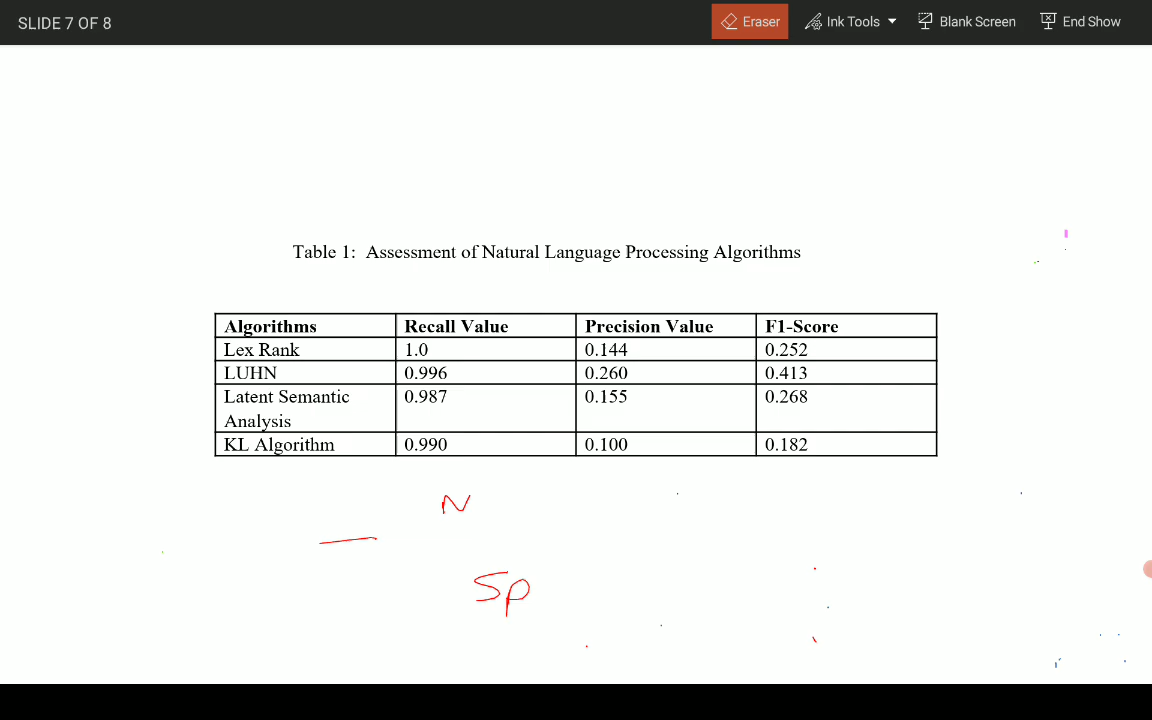 SLIDE 7 OF 8 Eraser Ink Tools Blank Screen End Show
Table 1: Assessment of Natural Language Processing Algorithms
Algorithms Recall Value Precision Value F1-Score
Lex Rank 1.0 0.144 0.252
LUHN 0.996 0.260 0.413
Latent Semantic 0.987 0.155 0.268
Analysis
KL Algorithm 0.990 0.100 0.182
N
Sp